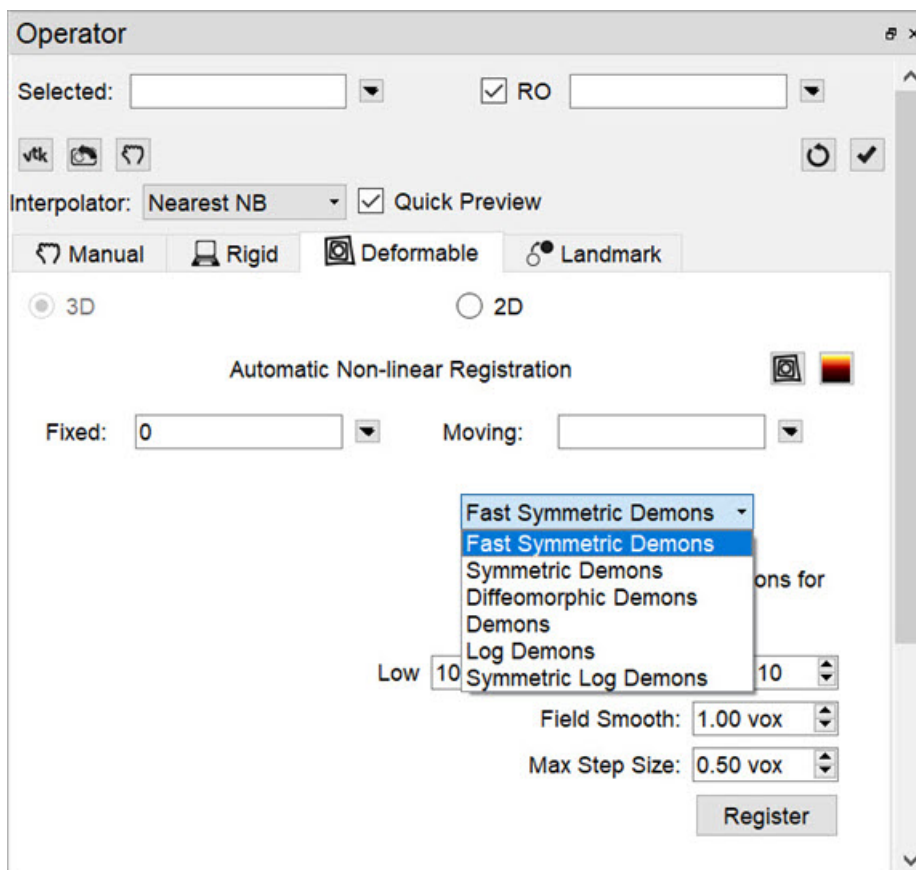 Operator
Selected: RO
vtk
Interpolator: Nearest NB Quick Preview
Manual Rigid Deformable Landmark
3D 2D
Automatic Non-linear Registration
Fixed: 0 Moving:
Fast Symmetric Demons
Fast Symmetric Demons
Symmetric Demons
Diffeomorphic Demons
ons for
Demons
Log Demons
Low 10 10
Symmetric Log Demons
Field Smooth: 1.00 vox
Max Step Size: 0.50 vox
Register